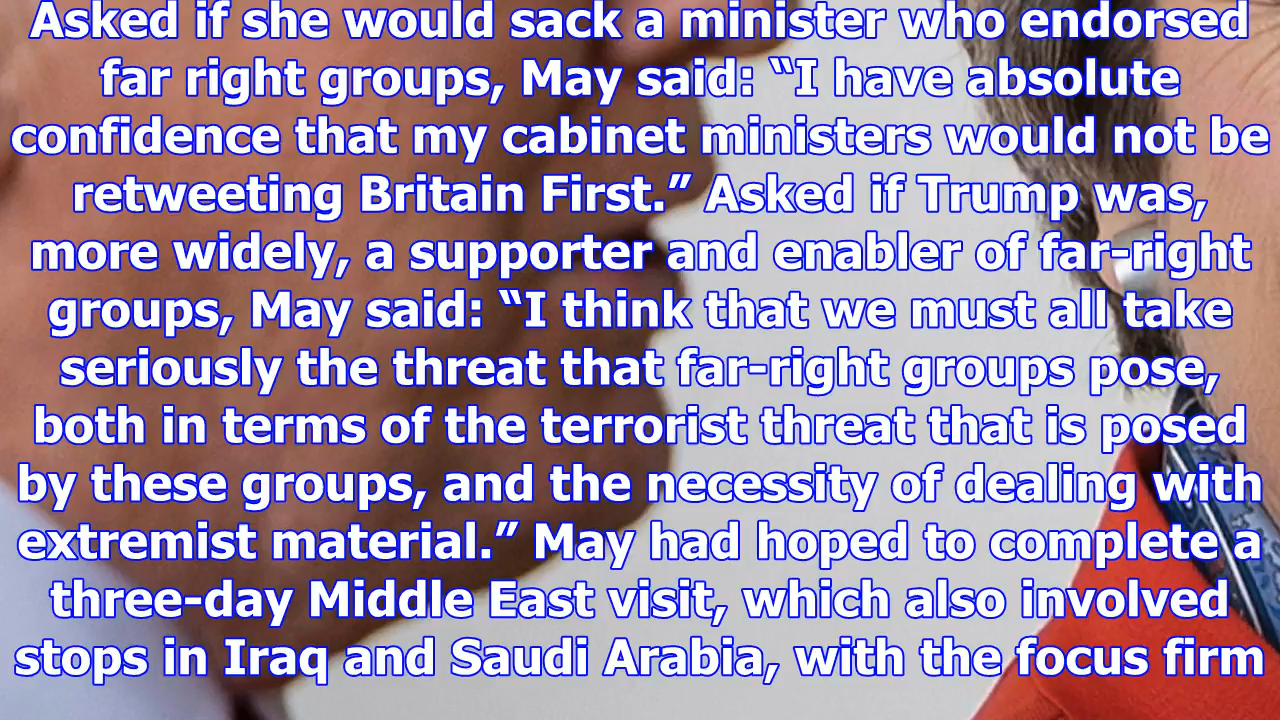 Asked if she would sack a minister who endorsed
far right groups, May said: “I have absolute
confidence that my cabinet ministers would not be
retweeting Britain First.” Asked if Trump was,
more widely, a supporter and enabler of far-right
groups, May said: “I think that we must all take
seriously the threat that far-right groups pose,
both in terms of the terrorist threat that is posed
by these groups, and the necessity of dealing with
extremist material.” May had hoped to complete a
three-day Middle East visit, which also involved
stops in Iraq and Saudi Arabia, with the focus firm